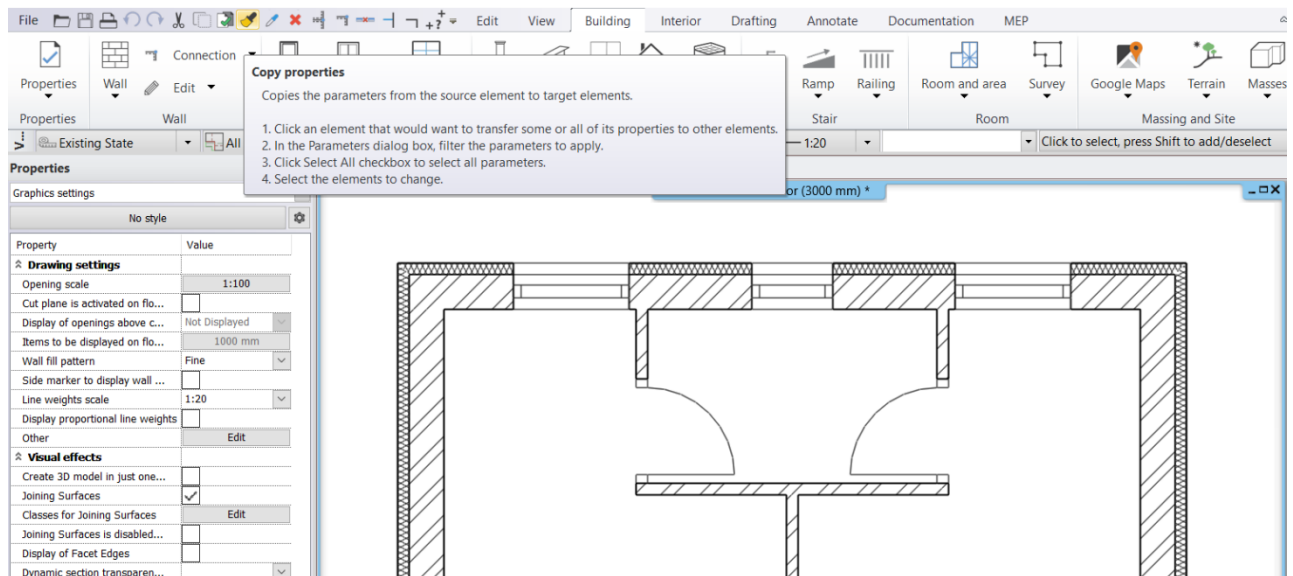 File Edit View Building Interior Drafting Annotate Documentation MEP
Connection
Properties Wall Edit Ramp Railing Room and area Survey Google Maps Terrain Masses
Properties Wall Stair Room Massing and Site
Copy properties
Copies the parameters from the source element to target elements.
1. Click an element that would want to transfer some or all of its properties to other elements.
2. In the Parameters dialog box, filter the parameters to apply.
3. Click Select All checkbox to select all parameters.
4. Select the elements to change.
Existing State All 1:20 Click to select, press Shift to add/deselect
Properties
Graphics settings
or (3000 mm) *
No style
Property Value
Drawing settings
Opening scale 1:100
Cut plane is activated on flo...
Display of openings above c... Not Displayed
Items to be displayed on flo... 1000 mm
Wall fill pattern Fine
Side marker to display wall ...
Line weights scale 1:20
Display proportional line weights
Other Edit
Visual effects
Create 3D model in just one...
Joining Surfaces
Classes for Joining Surfaces Edit
Joining Surfaces is disabled...
Display of Facet Edges
Dynamic section transparen...